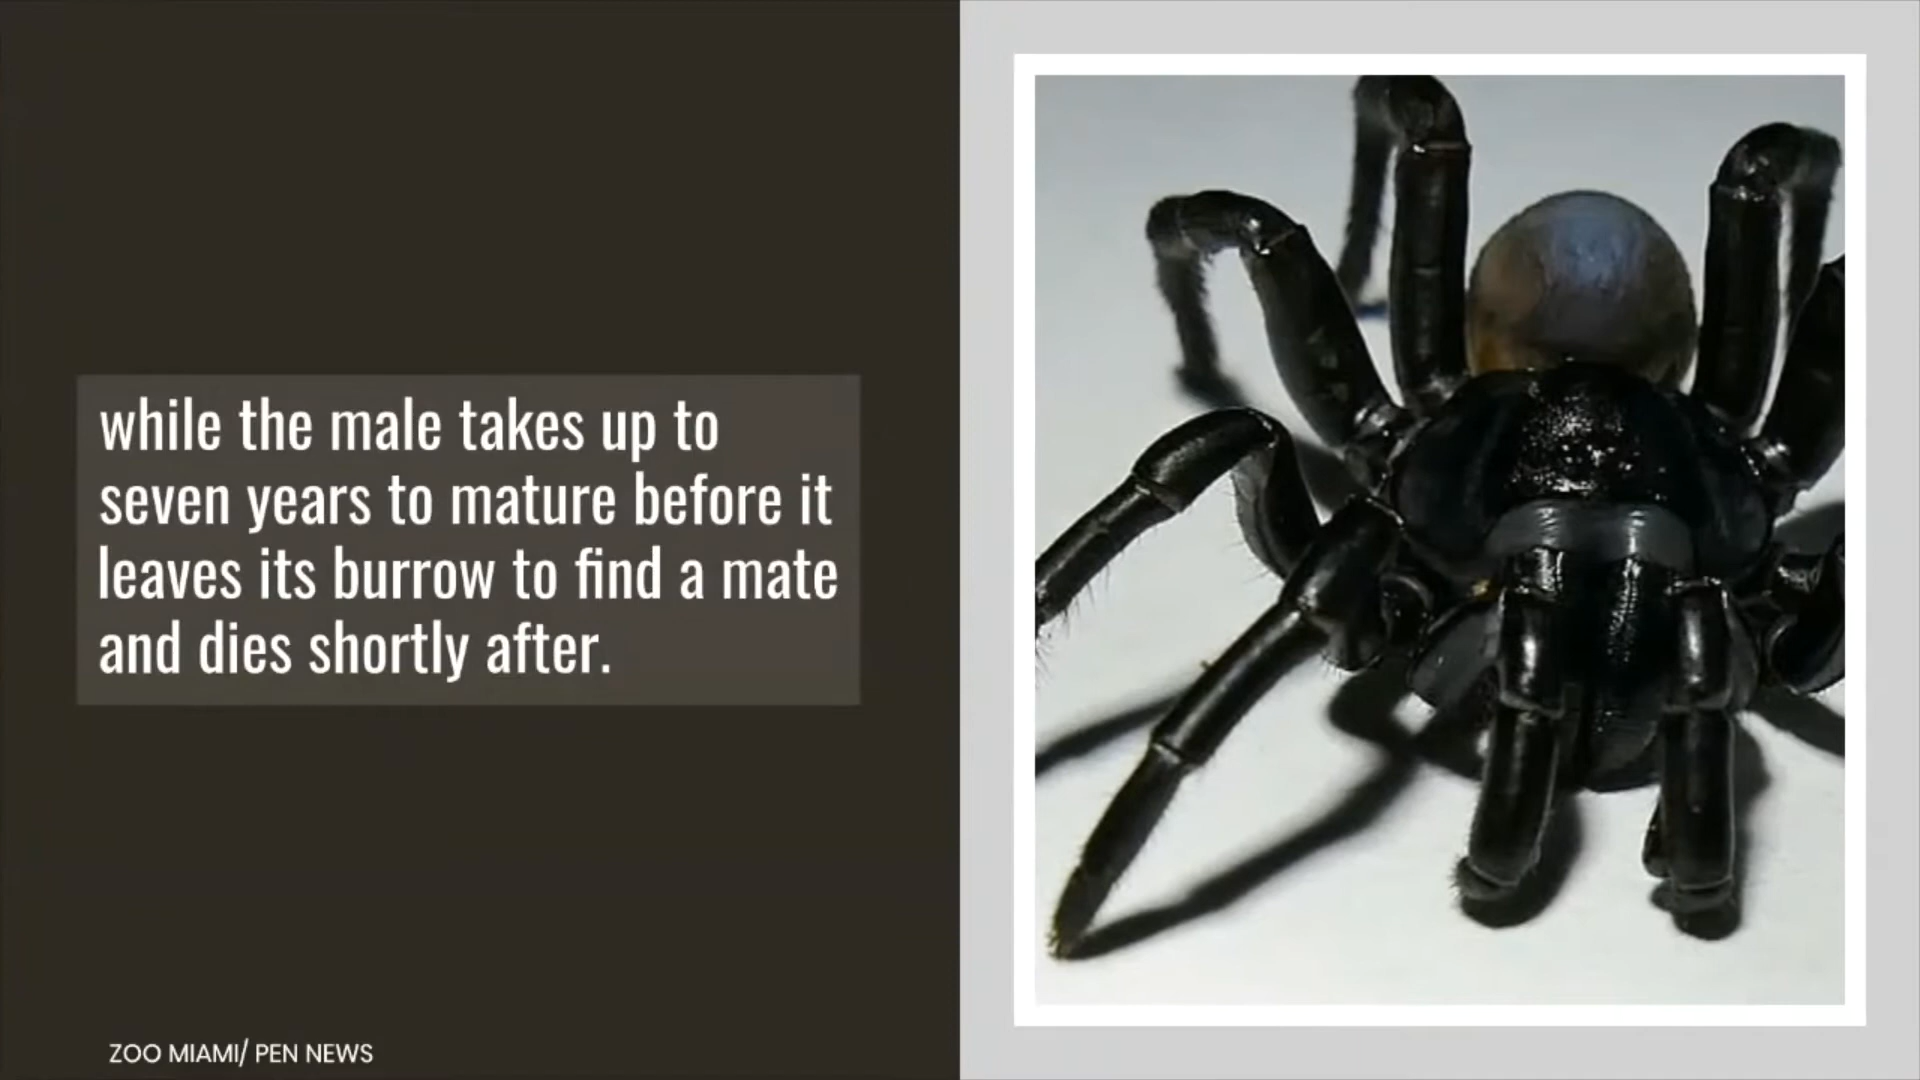 while the male takes up to
seven years to mature before it
leaves its burrow to find a mate
and dies shortly after.
ZOO MIAMI/ PEN NEWS